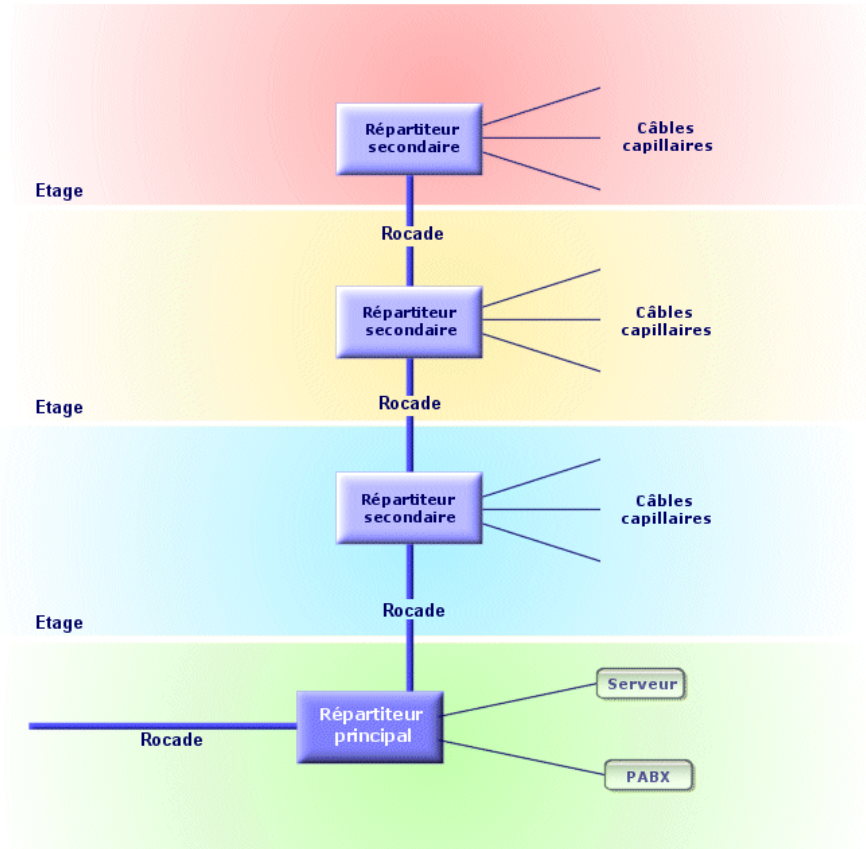 Répartiteur
secondaire
Câbles
capillaires
Etage
Rocade
Répartiteur
secondaire
Câbles
capillaires
Rocade
Etage
Répartiteur
secondaire
Câbles
capillaires
Rocade
Etage
Serveur
Répartiteur
principal
Rocade
PABX